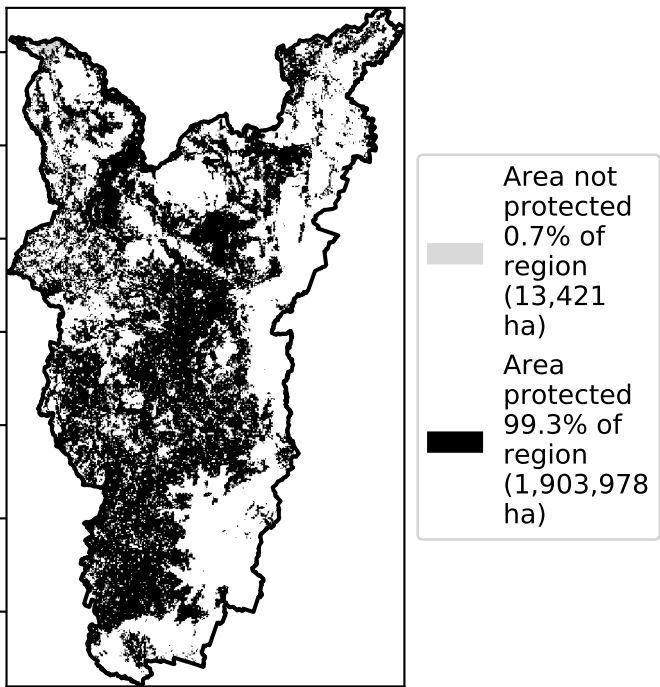 Area not
protected
0.7% of
region
(13,421
ha)
Area
protected
99.3% of
region
(1,903,978
ha)